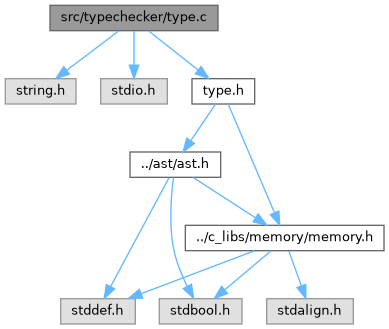 src/typechecker/type.c
string.h
stdio.h
type.h
../ast/ast.h
../c_libs/memory/memory.h
stddef.h
stdbool.h
stdalign.h